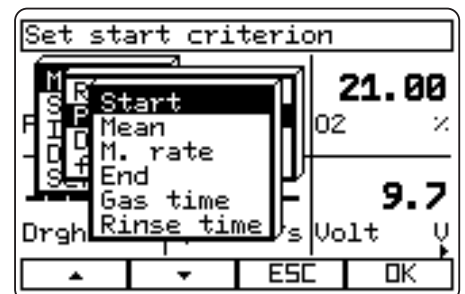 Set start criterion
M
S
I
D
R
P
D
Start
Mean
M. rate
End
Gas time
Rinse time
21.00
O2 %
9.7
Drgh
s
Volt V
ESC
OK